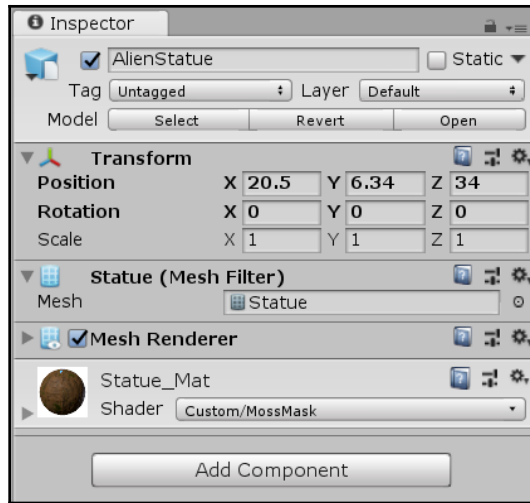 Inspector
AlienStatue Static
Tag Untagged Layer Default
Model Select Revert Open
Transform
Position X 20.5 Y 6.34 Z 34
Rotation X 0 Y 0 Z 0
Scale X 1 Y 1 Z 1
Statue (Mesh Filter)
Mesh Statue
Mesh Renderer
Statue_Mat
Shader Custom/MossMask
Add Component